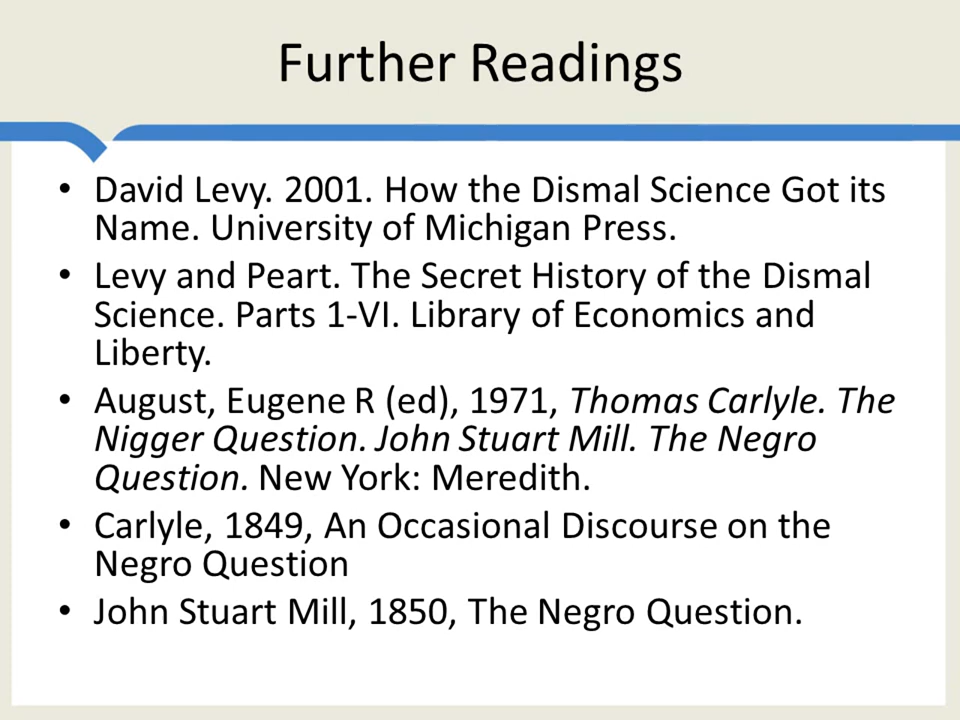 Further Readings
• David Levy. 2001. How the Dismal Science Got its
Name. University of Michigan Press.
• Levy and Peart. The Secret History of the Dismal
Science. Parts 1-VI. Library of Economics and
Liberty.
• August, Eugene R (ed), 1971, Thomas Carlyle. The
Nigger Question. John Stuart Mill. The Negro
Question. New York: Meredith.
• Carlyle, 1849, An Occasional Discourse on the
Negro Question
• John Stuart Mill, 1850, The Negro Question.